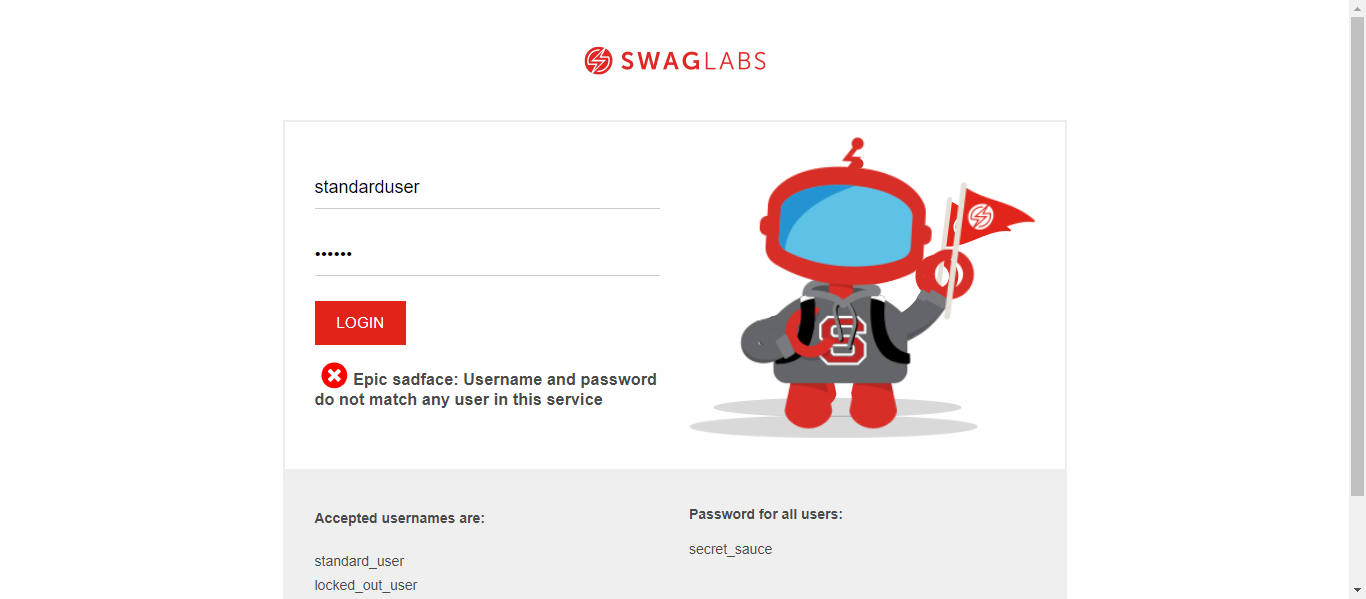 SWAGLABS
standarduser
••••••
LOGIN
Epic sadface: Username and password
do not match any user in this service
S
Accepted usernames are:
standard_user
locked_out_user
Password for all users:
secret_sauce